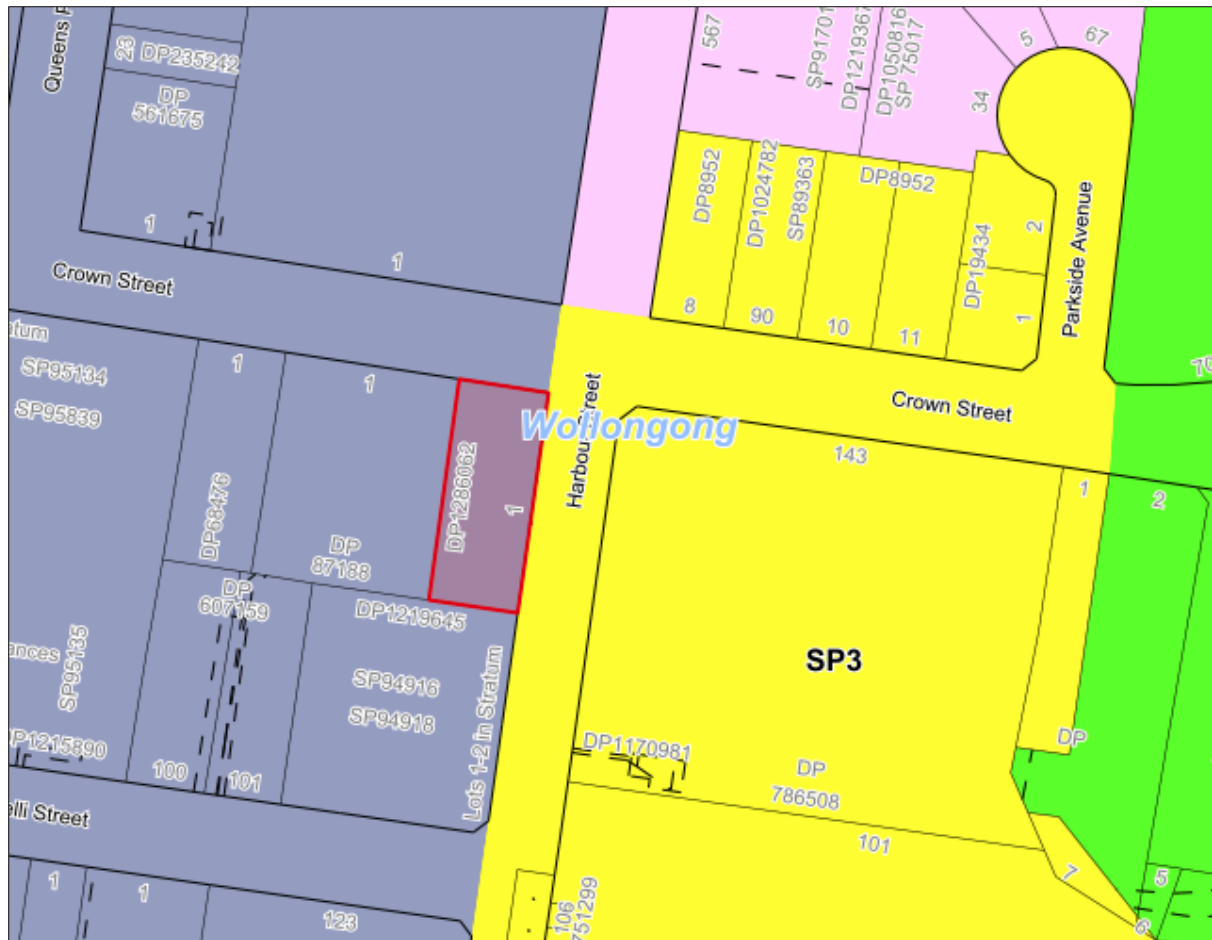 Queens P
23
DP235242
DP
561675
1
1
Crown Street
567
SP91701
DP1219367
DP1050816
SP 75017
5
67
34
DP8952
DP1024782
SP89363
DP8952
DP19434
2
1
8
90
10
11
Parkside Avenue
70
Crown Street
atum
SP95134
SP95839
1
1
DP68476
DP
87188
DP1286062
1
Harbour Street
Wollongong
143
1
2
DP
607159
DP1219645
SP94916
SP94918
Lots 1-2 in Stratum
ances
SP95135
DP1215890
100
101
SP3
DP1170981
DP
786508
DP
101
7
5
6
elli Street
1
1
123
106
751299